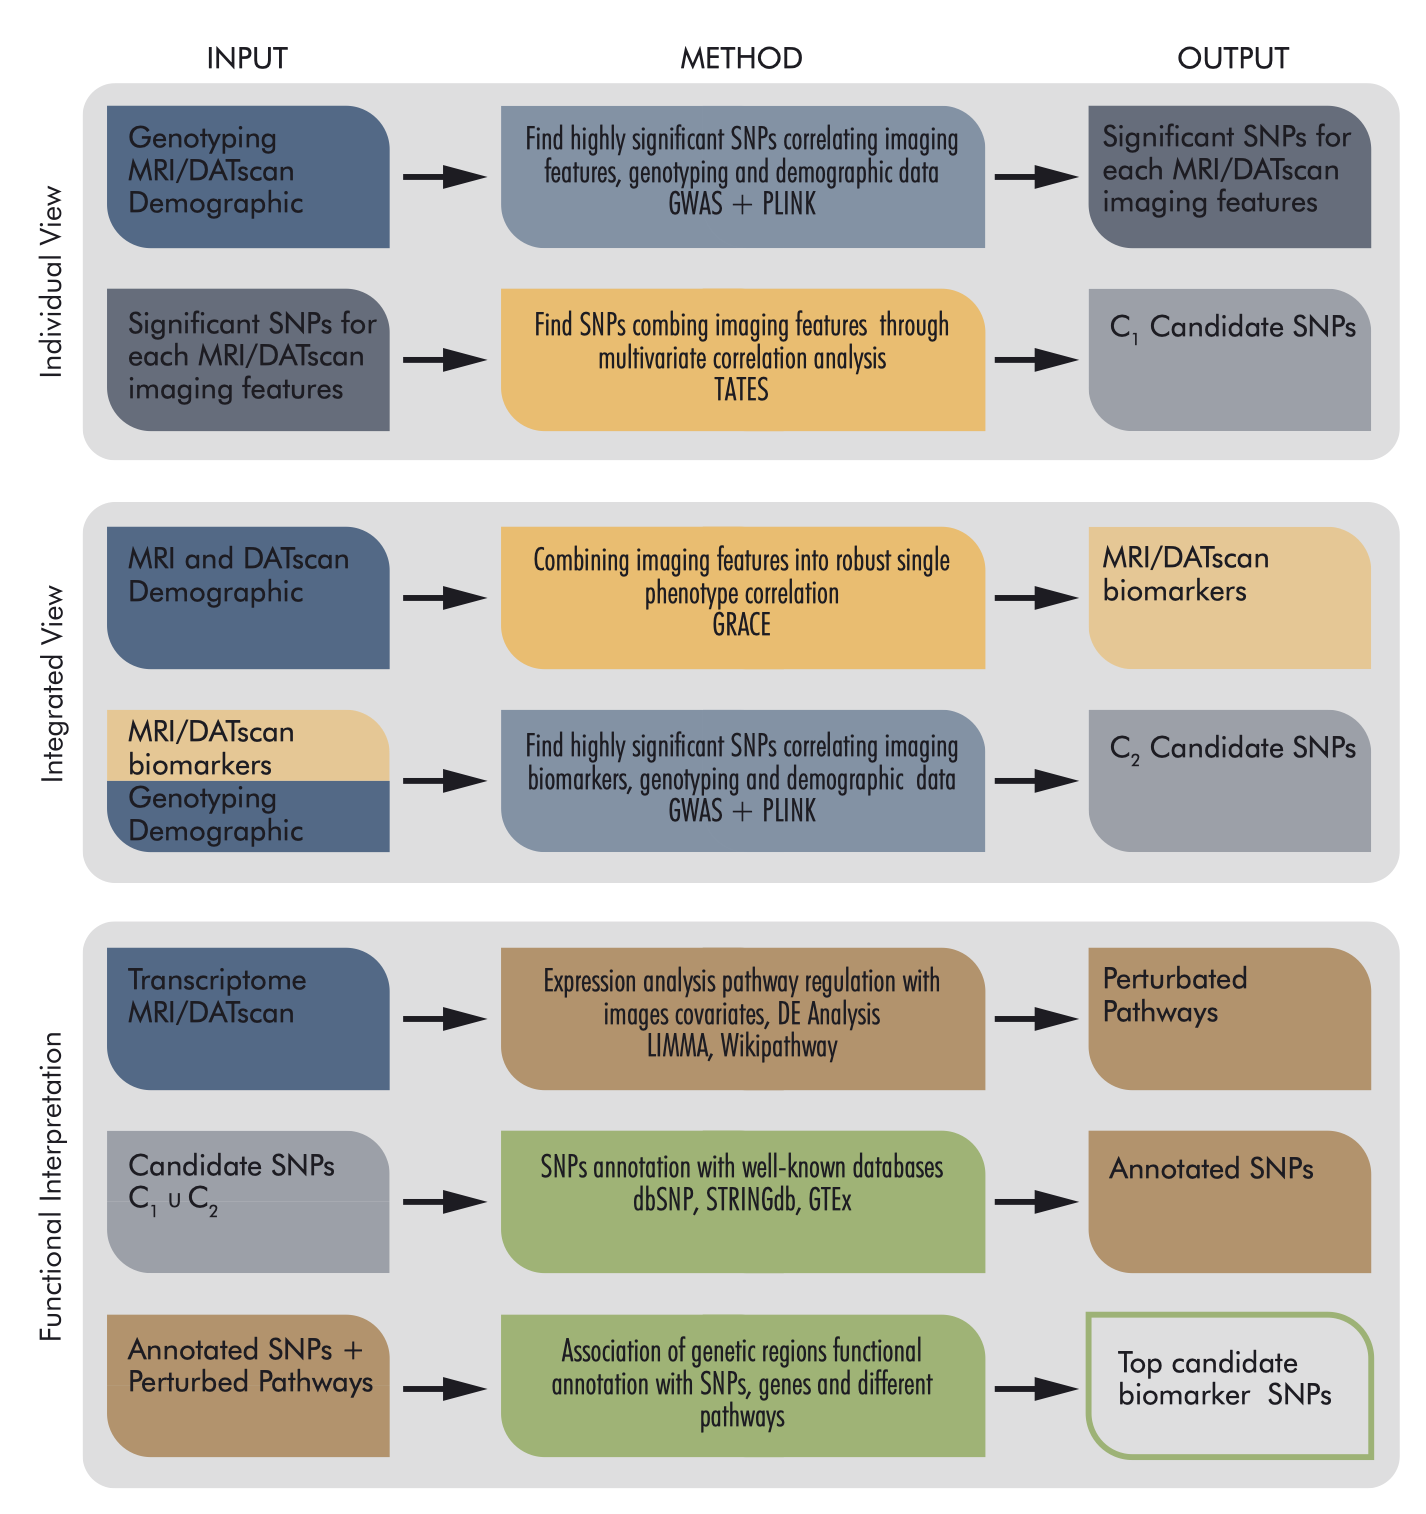 INPUT
METHOD
OUTPUT
Individual View
Genotyping
MRI/DATscan
Demographic
Find highly significant SNPs correlating imaging
features, genotyping and demographic data
GWAS + PLINK
Significant SNPs for
each MRI/DATscan
imaging features
Significant SNPs for
each MRI/DATscan
imaging features
Find SNPs combing imaging features through
multivariate correlation analysis
TATES
C1 Candidate SNPs
Integrated View
MRI and DATscan
Demographic
Combining imaging features into robust single
phenotype correlation
GRACE
MRI/DATscan
biomarkers
MRI/DATscan
biomarkers
Genotyping
Demographic
Find highly significant SNPs correlating imaging
biomarkers, genotyping and demographic data
GWAS + PLINK
C2 Candidate SNPs
Functional Interpretation
Transcriptome
MRI/DATscan
Expression analysis pathway regulation with
images covariates, DE Analysis
LIMMA, Wikipathway
Perturbated
Pathways
Candidate SNPs
C1 ∪ C2
SNPs annotation with well-known databases
dbSNP, STRINGdb, GTEx
Annotated SNPs
Annotated SNPs +
Perturbed Pathways
Association of genetic regions functional
annotation with SNPs, genes and different
pathways
Top candidate
biomarker SNPs